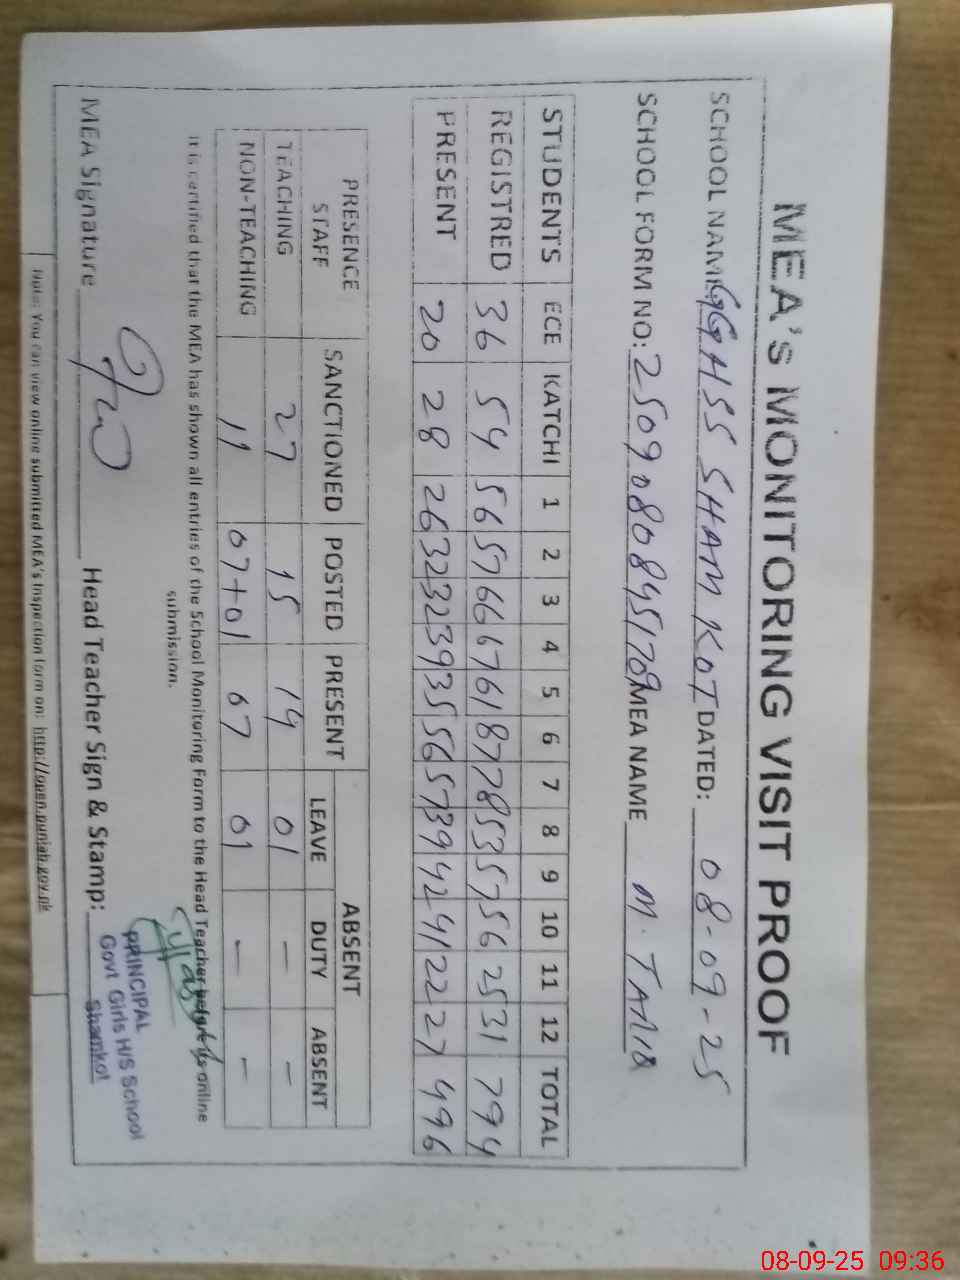 MEA'S MONITORING VISIT PROOF
SCHOOL NAME GGHSS SHAM KOT DATED: 08-09-25
SCHOOL FORM NO: MEA NAME M. TARIQ
STUDENTS ECE KATCHI 1 2 3 4 5 6 7 8 9 10 11 12 TOTAL
REGISTRED 36 54 56 57 66 67 61 87 78 53 57 56 25 31 794
PRESENT 20 28 26 32 32 39 35 56 57 39 42 41 22 27 496
PRESENCE STAFF SANCTIONED POSTED PRESENT ABSENT
LEAVE DUTY ABSENT
TEACHING 27 15 14 01 – –
NON-TEACHING 11 07+01 07 01 – –
It is certified that the MEA has shown all entries of the School Monitoring Form to the Head Teacher before its online
submission.
MEA Signature Head Teacher Sign & Stamp:
PRINCIPAL
Govt Girls H/S School
Shamkot
Note: You can view online submitted MEA's Inspection form on: http://open.punjab.gov.pk
08-09-25 09:36